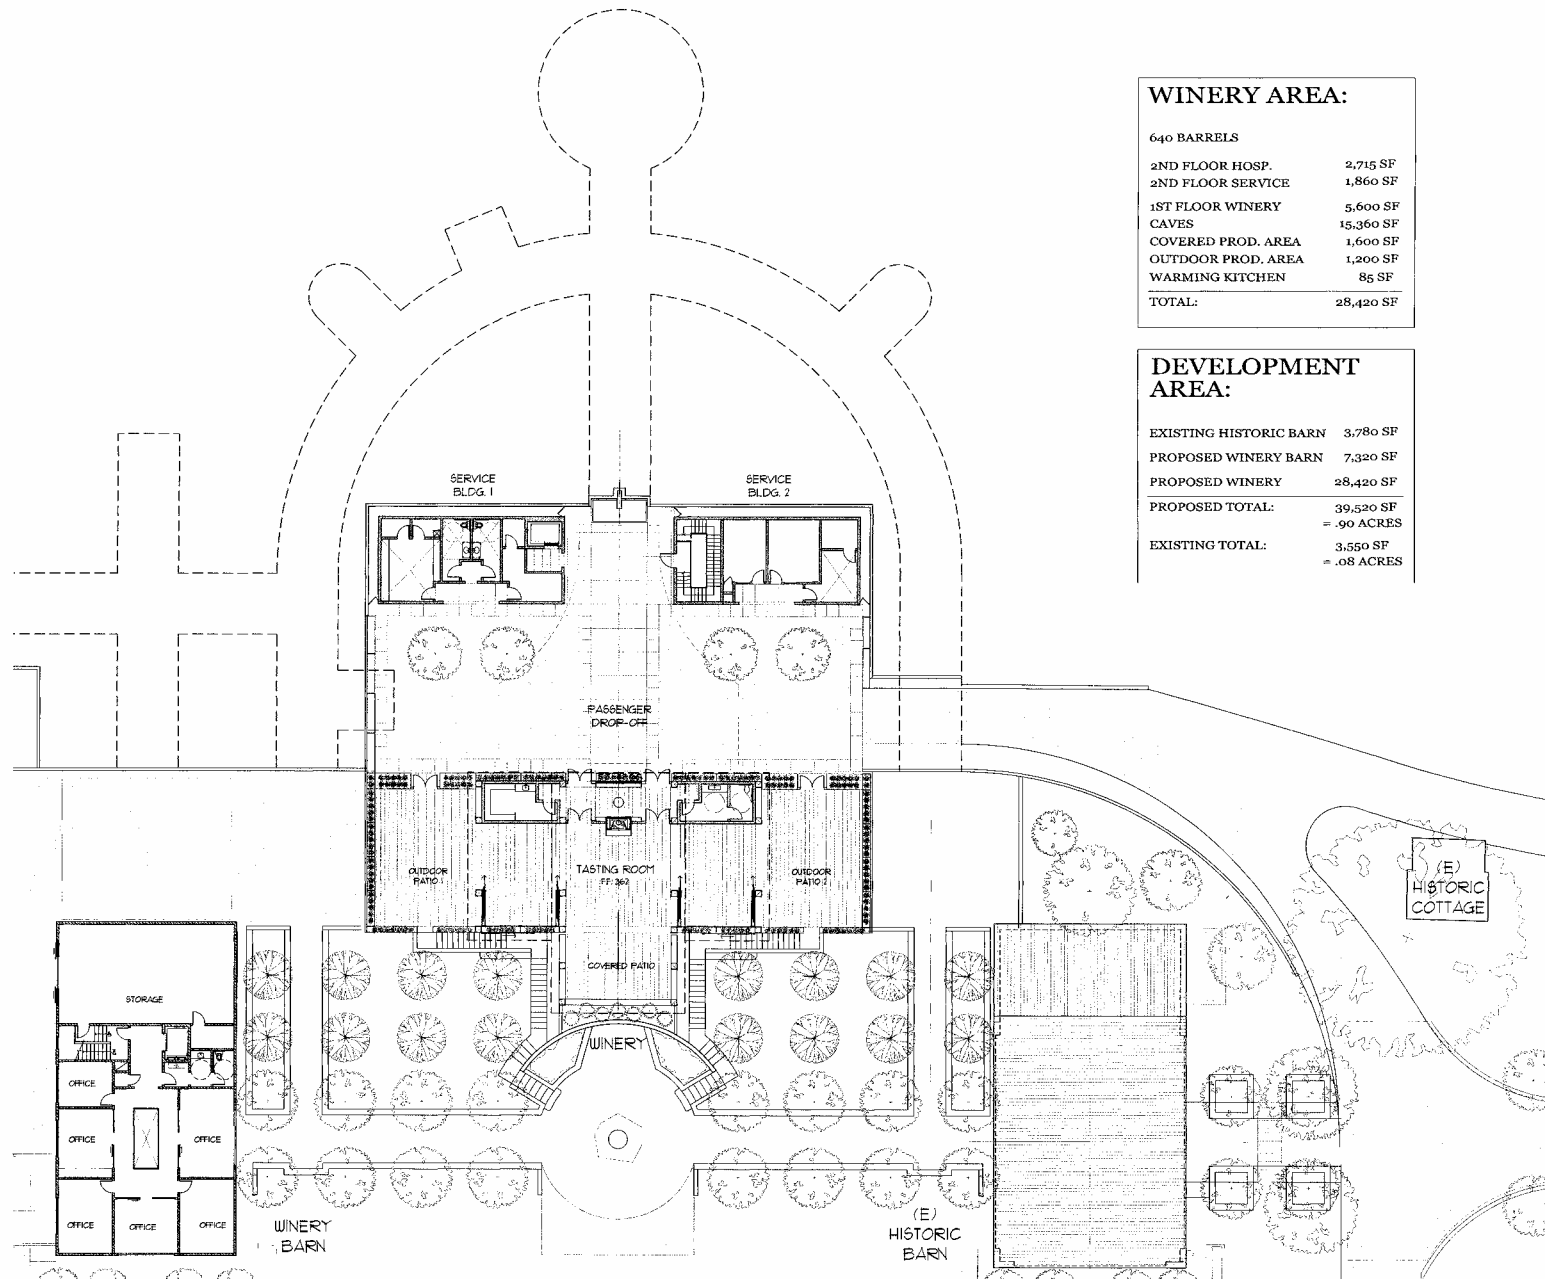 WINERY AREA:
640 BARRELS
2ND FLOOR HOSP. 2,715 SF
2ND FLOOR SERVICE 1,860 SF
1ST FLOOR WINERY 5,600 SF
CAVES 15,360 SF
COVERED PROD. AREA 1,600 SF
OUTDOOR PROD. AREA 1,200 SF
WARMING KITCHEN 85 SF
TOTAL: 28,420 SF
DEVELOPMENT
AREA:
EXISTING HISTORIC BARN 3,780 SF
PROPOSED WINERY BARN 7,320 SF
PROPOSED WINERY 28,420 SF
PROPOSED TOTAL: 39,520 SF
= .90 ACRES
EXISTING TOTAL: 3,550 SF
= .08 ACRES
SERVICE
BLDG. 1
SERVICE
BLDG. 2
PASSENGER
DROP-OFF
OUTDOOR
PATIO 1
TASTING ROOM
FF: 262
OUTDOOR
PATIO 2
(E)
HISTORIC
COTTAGE
COVERED PATIO
STORAGE
WINERY
OFFICE
OFFICE
OFFICE
OFFICE
OFFICE
OFFICE
WINERY
BARN
(E)
HISTORIC
BARN